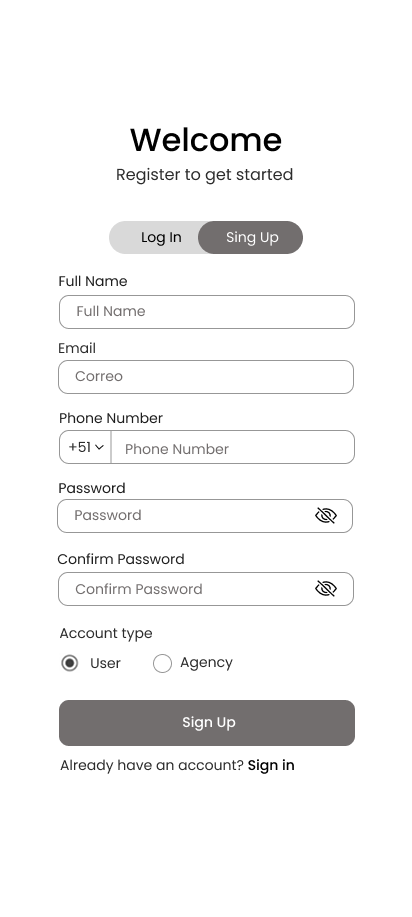 Welcome
Register to get started
Log In Sing Up
Full Name
Full Name
Email
Correo
Phone Number
+51 Phone Number
Password
Password
Confirm Password
Confirm Password
Account type
User Agency
Sign Up
Already have an account? Sign in